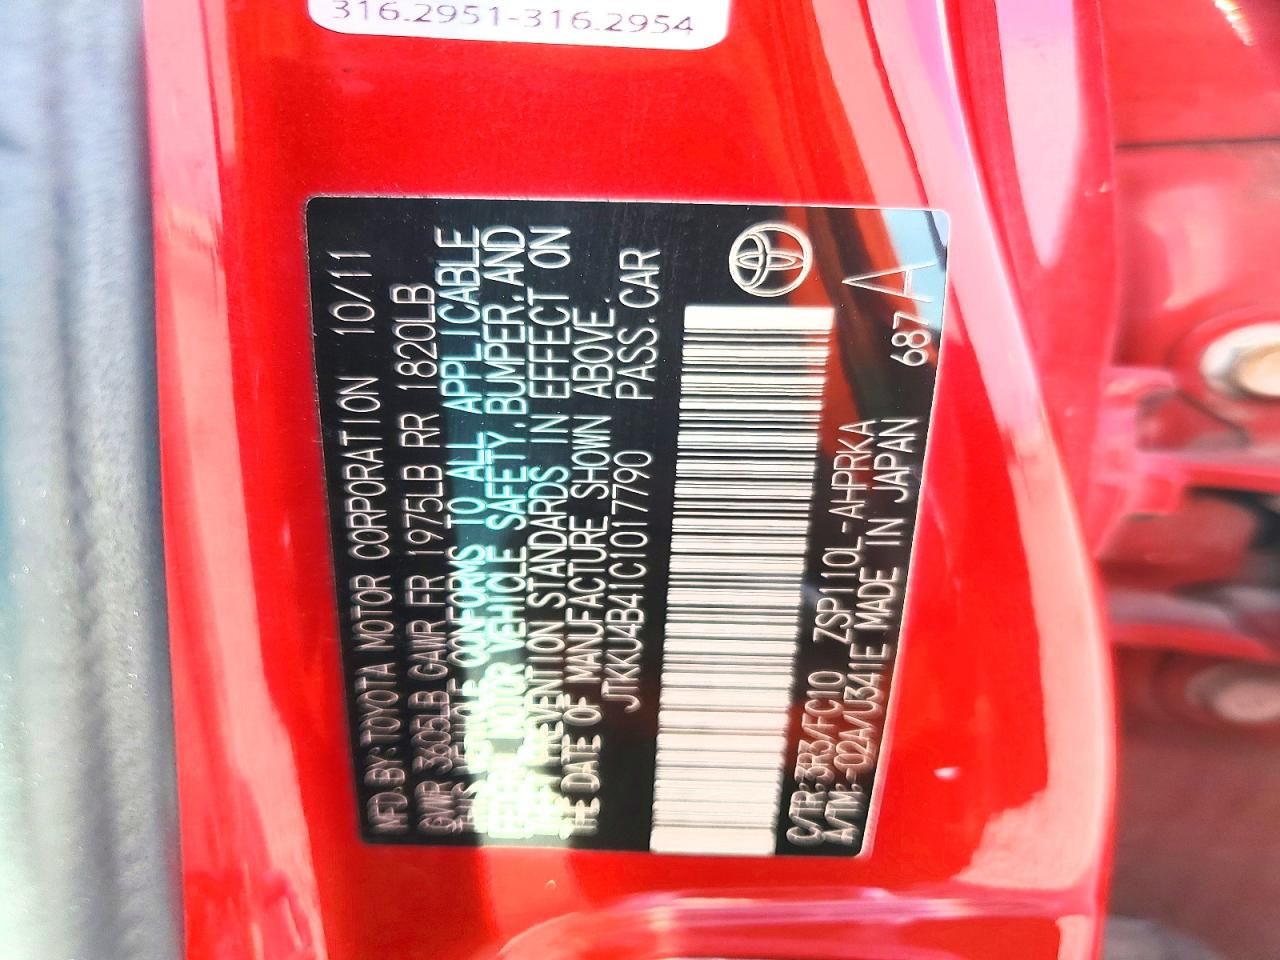 316.2951-316.2954
MFD.BY:TOYOTA MOTOR CORPORATION 10/11
GVWR 3605LB GAWR FR 1975LB RR 1820LB
THIS VEHICLE CONFORMS TO ALL APPLICABLE
FEDERAL MOTOR VEHICLE SAFETY,BUMPER,AND
THEFT PREVENTION STANDARDS IN EFFECT ON
THE DATE OF MANUFACTURE SHOWN ABOVE.
JTKKU4B41C1017790 PASS.CAR
C/TR:3R3/FC10 ZSP110L-AHPRKA
A/TM:-02A/U341E MADE IN JAPAN 687 A